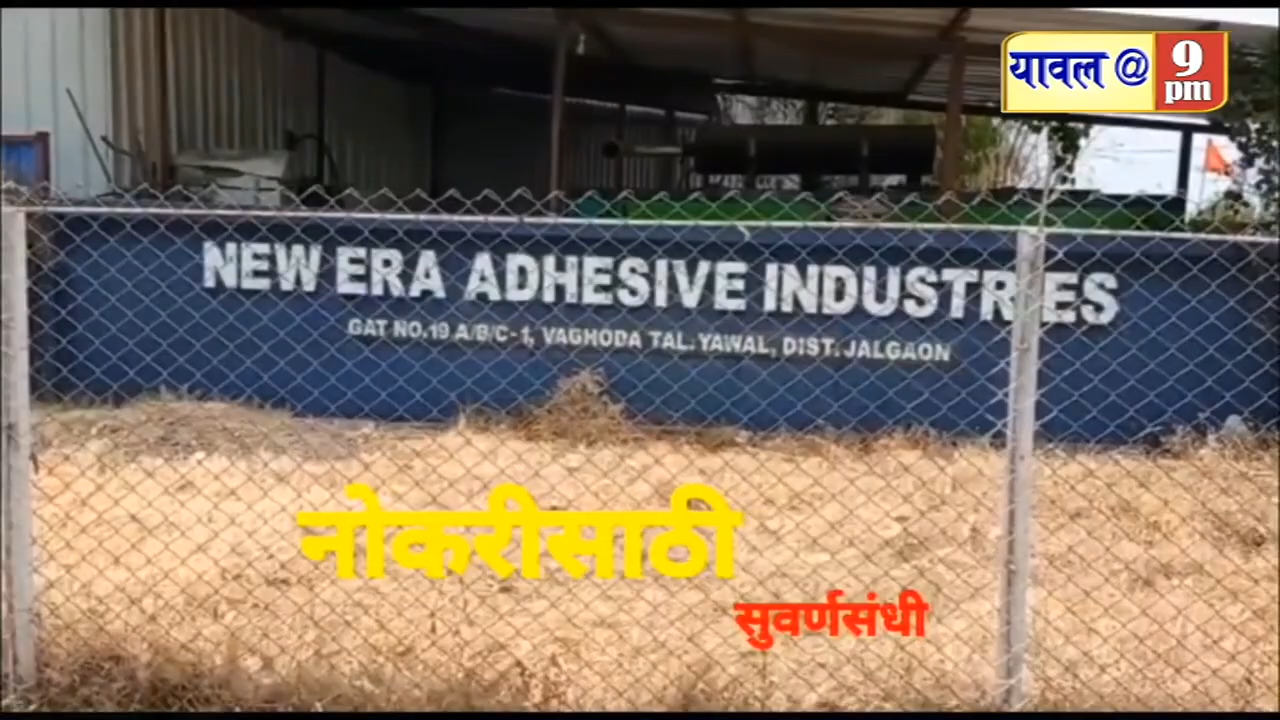 यावल @ 9 pm
NEW ERA ADHESIVE INDUSTRIES
GAT NO.19 A/B/C-1, VAGHODA TAL. YAWAL, DIST. JALGAON
नोकरीसाठी
सुवर्णसंधी